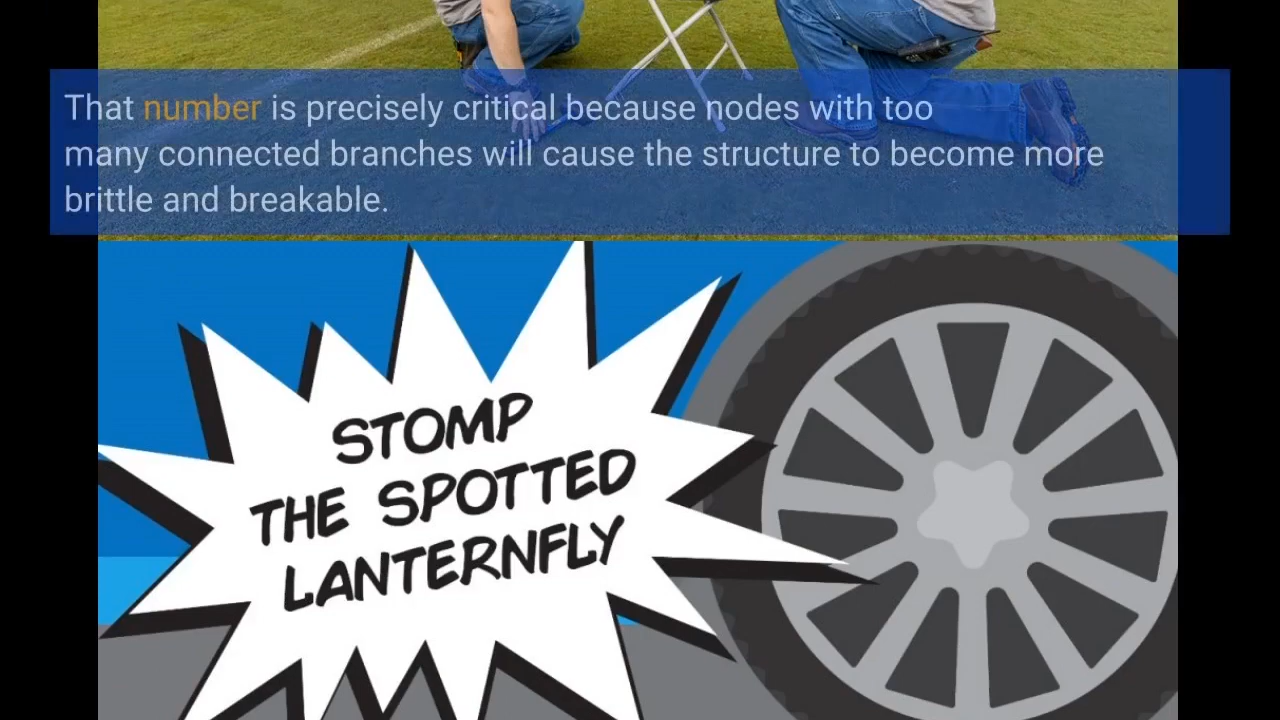 That number is precisely critical because nodes with too
many connected branches will cause the structure to become more
brittle and breakable.
STOMP
THE SPOTTED
LANTERNFLY